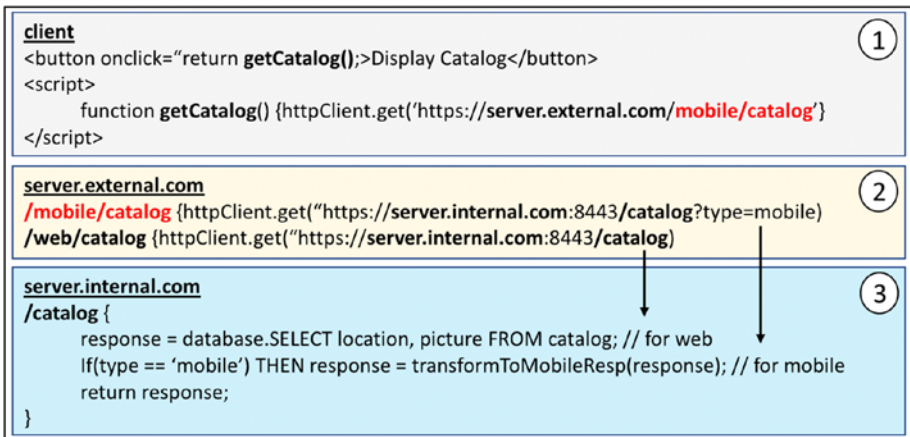 client
1
<button onclick=“return getCatalog();>Display Catalog</button>
<script>
function getCatalog() {httpClient.get(‘https://server.external.com/mobile/catalog’}
</script>
server.external.com
2
/mobile/catalog {httpClient.get(“https://server.internal.com:8443/catalog?type=mobile)
/web/catalog {httpClient.get(“https://server.internal.com:8443/catalog)
server.internal.com
3
/catalog {
response = database.SELECT location, picture FROM catalog; // for web
If(type == ‘mobile’) THEN response = transformToMobileResp(response); // for mobile
return response;
}